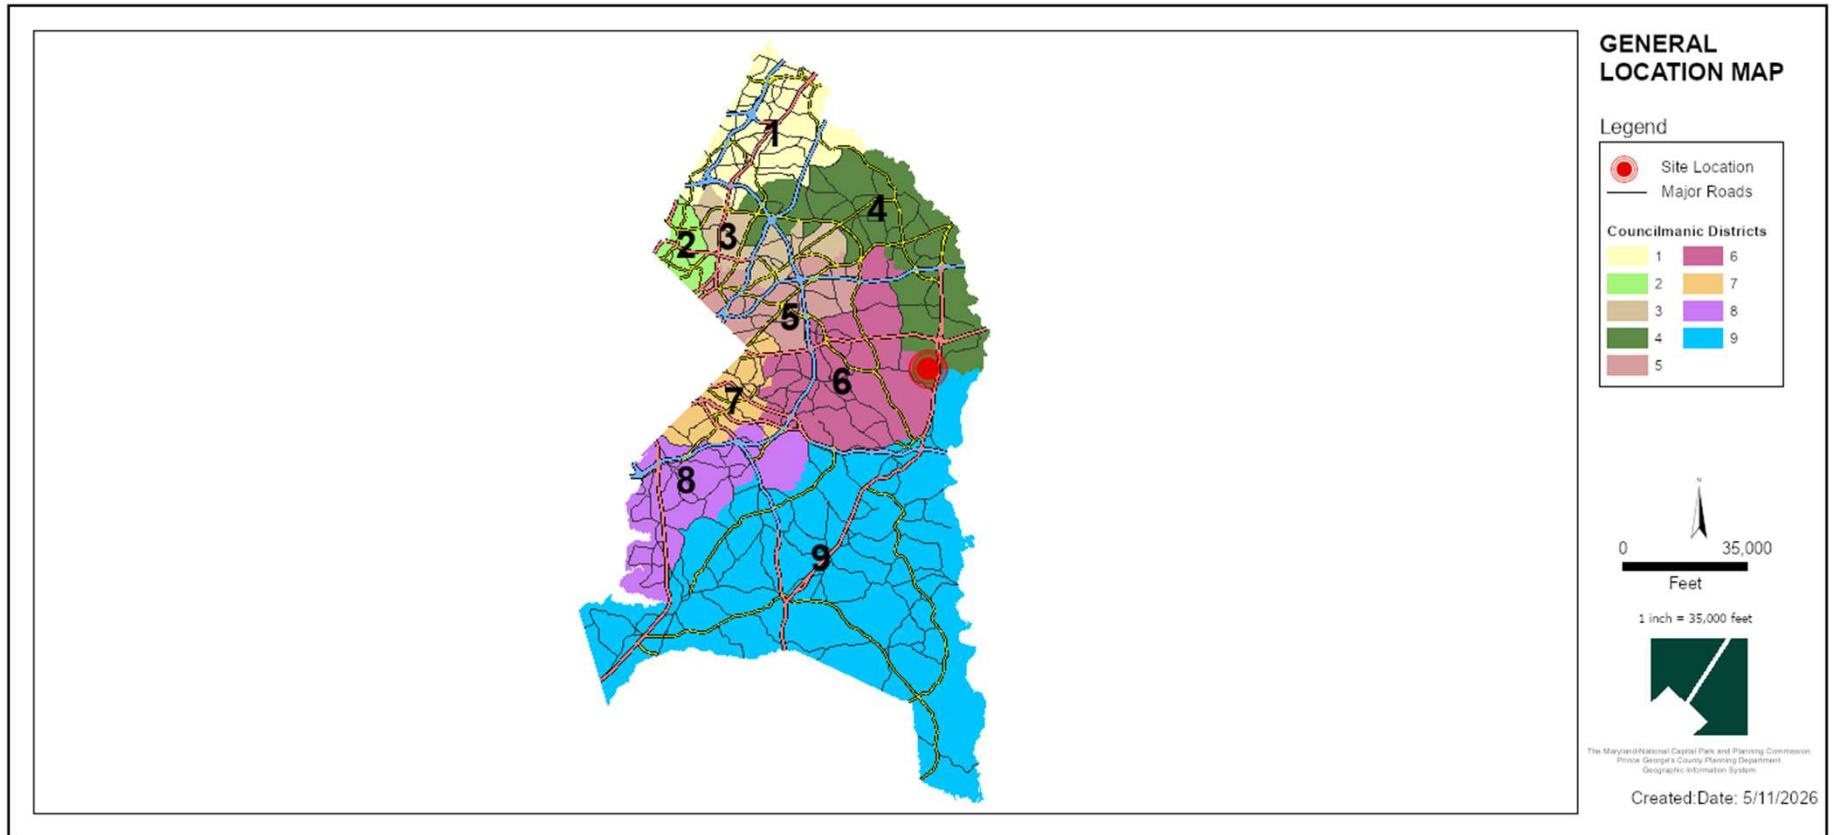 GENERAL
LOCATION MAP
Legend
Site Location
Major Roads
Councilmanic Districts
1 6
2 7
3 8
4 9
5
1
4
2
3
5
6
7
8
9
N
0 35,000
Feet
1 inch = 35,000 feet
The Maryland-National Capital Park and Planning Commission
Prince George's County Planning Department
Geographic Information System
Created:Date: 5/11/2026